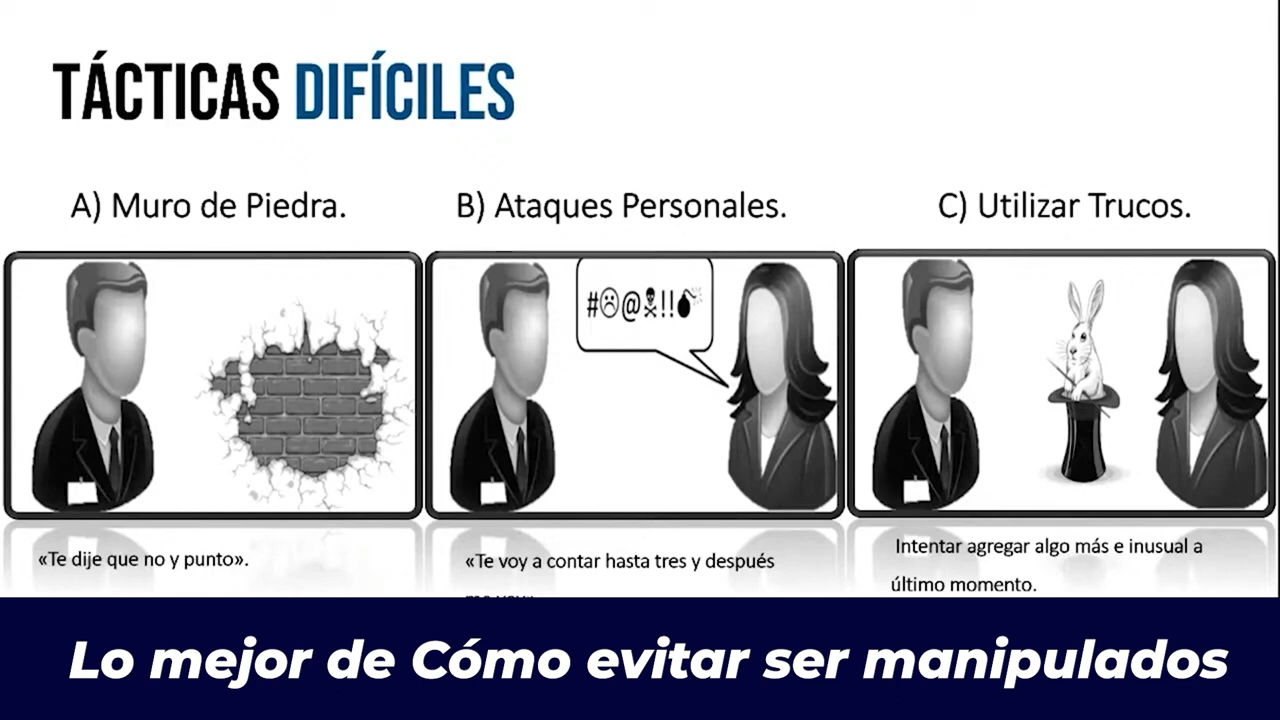 TÁCTICAS DIFÍCILES
A) Muro de Piedra.
B) Ataques Personales.
C) Utilizar Trucos.
#@!!
«Te dije que no y punto».
«Te voy a contar hasta tres y después
Intentar agregar algo más e inusual a
último momento.
Lo mejor de Cómo evitar ser manipulados